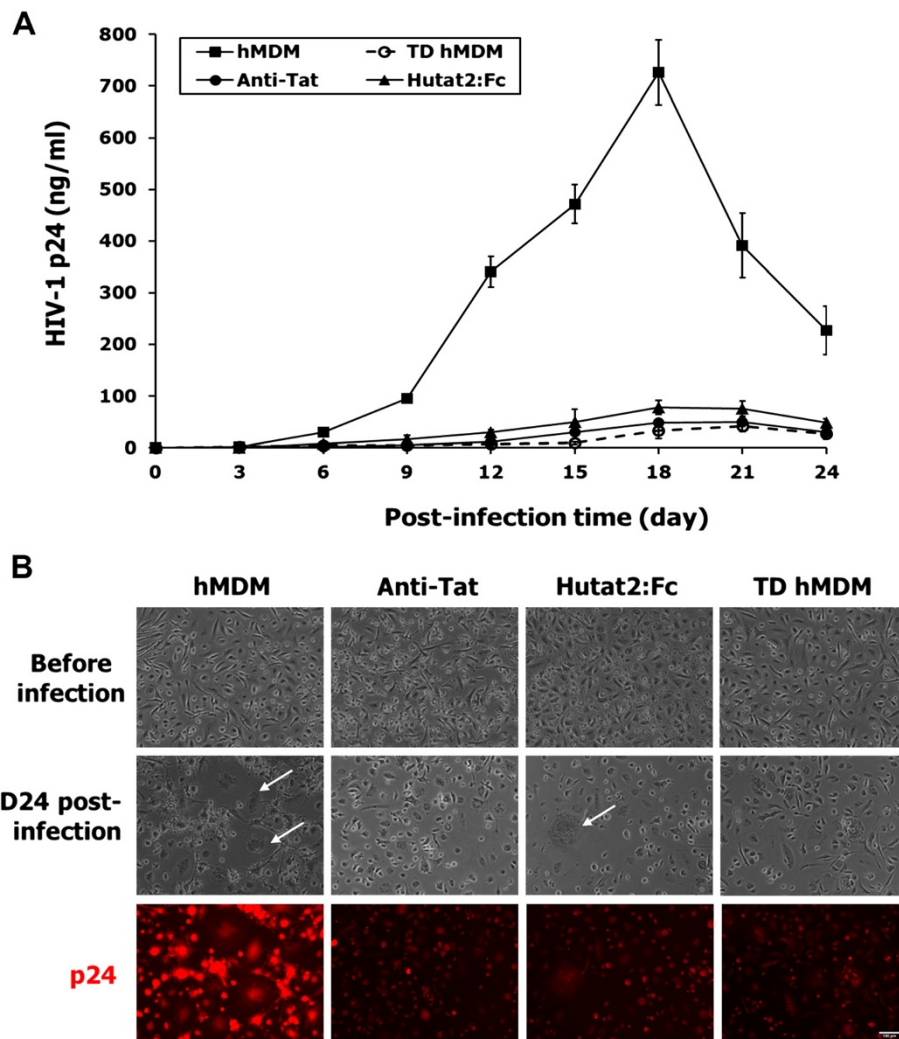 A
800
700
600
500
400
300
200
100
0
HIV-1 p24 (ng/ml)
hMDM TD hMDM
Anti-Tat Hutat2:Fc
0 3 6 9 12 15 18 21 24
Post-infection time (day)
B
hMDM Anti-Tat Hutat2:Fc TD hMDM
Before
infection
D24 post-
infection
p24